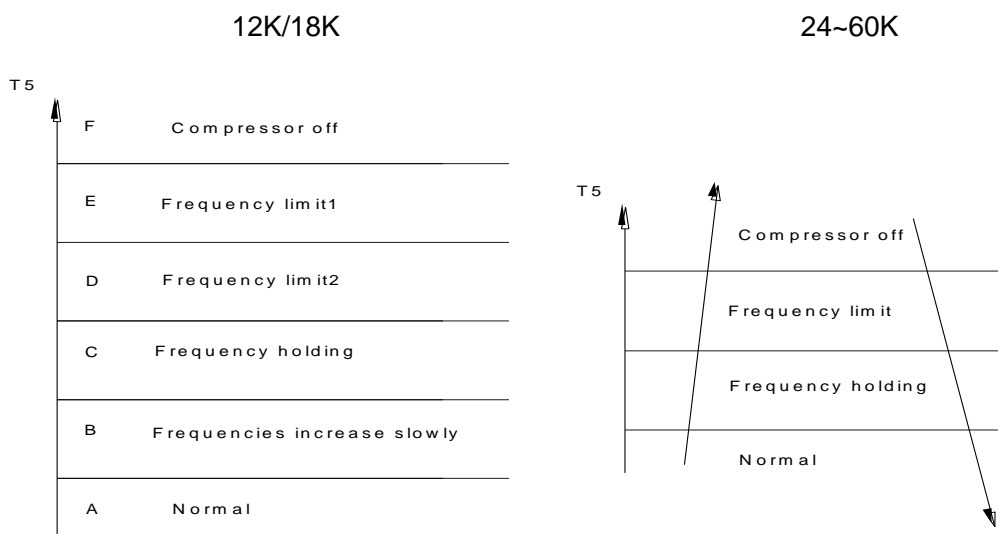 12K/18K
T5
F Compressor off
E Frequency limit1
D Frequency limit2
C Frequency holding
B Frequencies increase slowly
A Normal
24~60K
T5
Compressor off
Frequency limit
Frequency holding
Normal